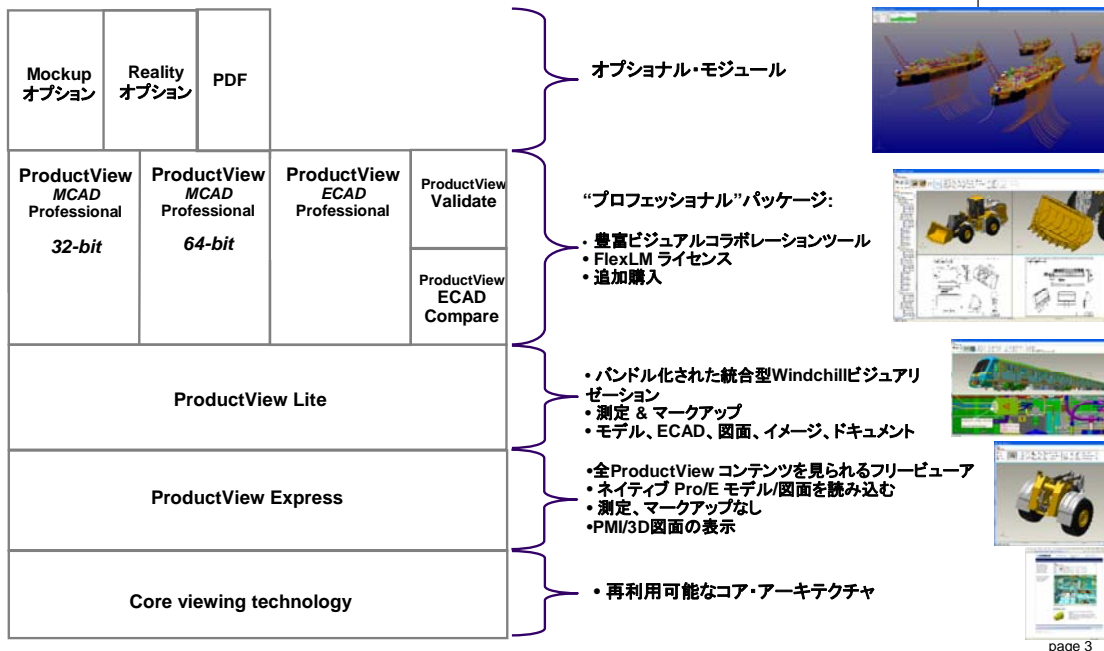 Mockup
オプション
Reality
オプション
PDF
オプショナル・モジュール
ProductView
MCAD
Professional
32-bit
ProductView
MCAD
Professional
64-bit
ProductView
ECAD
Professional
ProductView
Validate
ProductView
ECAD
Compare
“プロフェッショナル”パッケージ:
• 豊富ビジュアルコラボレーションツール
• FlexLM ライセンス
• 追加購入
ProductView Lite
• バンドル化された統合型Windchillビジュアリ
ゼーション
• 測定 & マークアップ
• モデル、ECAD、図面、イメージ、ドキュメント
ProductView Express
•全ProductView コンテンツを見られるフリービューア
• ネイティブ Pro/E モデル/図面を読み込む
• 測定、マークアップなし
•PMI/3D図面の表示
Core viewing technology
• 再利用可能なコア・アーキテクチャ
page 3